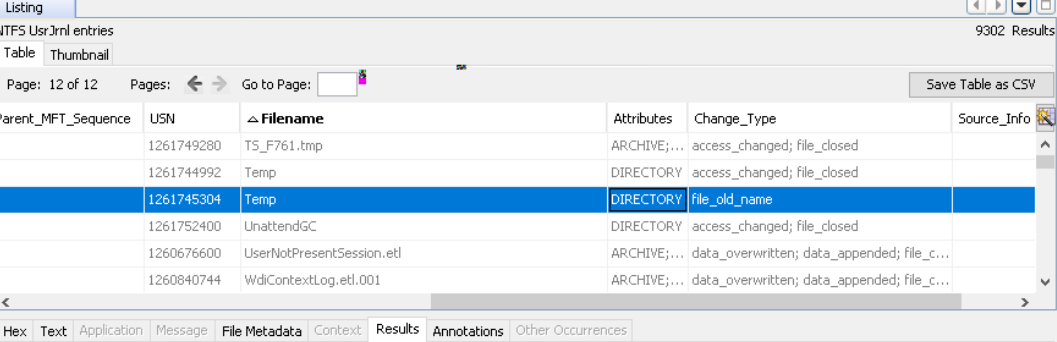 Listing
NTFS UsrJrnl entries 9302 Results
Table Thumbnail
Page: 12 of 12 Pages: Go to Page: Save Table as CSV
Parent_MFT_Sequence USN Filename Attributes Change_Type Source_Info
1261749280 TS_F761.tmp ARCHIVE;... access_changed; file_closed
1261744992 Temp DIRECTORY access_changed; file_closed
1261745304 Temp DIRECTORY file_old_name
1261752400 UnattendGC DIRECTORY access_changed; file_closed
1260676600 UserNotPresentSession.etl ARCHIVE;... data_overwritten; data_appended; file_c...
1260840744 WdiContextLog.etl.001 ARCHIVE;... data_overwritten; data_appended; file_c...
Hex Text Application Message File Metadata Context Results Annotations Other Occurrences